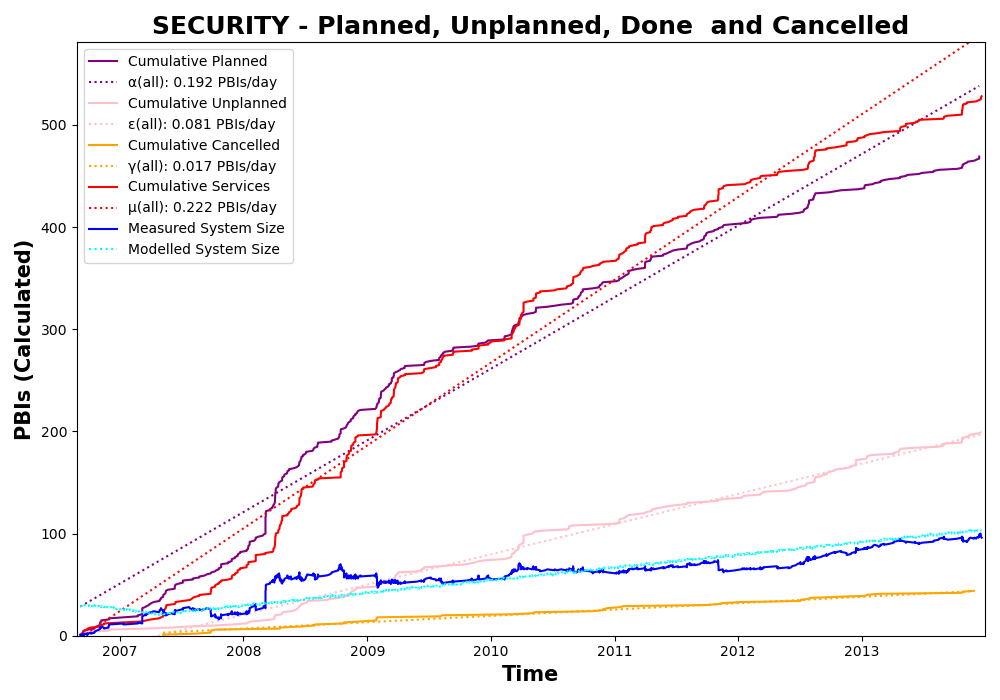 SECURITY - Planned, Unplanned, Done  and Cancelled
Cumulative Planned
α(all): 0.192 PBIs/day
Cumulative Unplanned
ε(all): 0.081 PBIs/day
Cumulative Cancelled
γ(all): 0.017 PBIs/day
Cumulative Services
μ(all): 0.222 PBIs/day
Measured System Size
Modelled System Size
PBIs (Calculated)
500
400
300
200
100
0
2007 2008 2009 2010 2011 2012 2013
Time